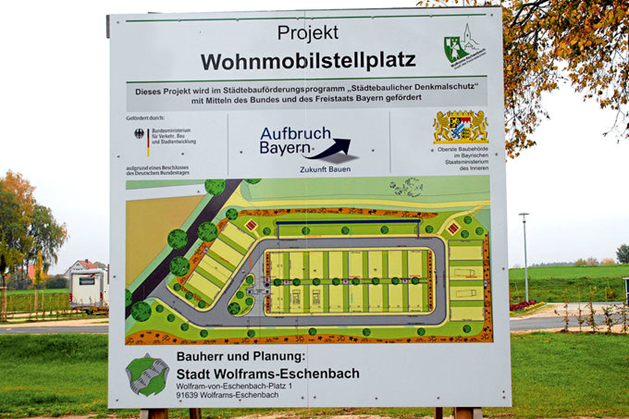 Projekt
Wohnmobilstellplatz
Dieses Projekt wird im Städtebauförderungsprogramm „Städtebaulicher Denkmalschutz“
mit Mitteln des Bundes und des Freistaats Bayern gefördert
Gefördert durch:
Bundesministerium
für Verkehr, Bau
und Stadtentwicklung
aufgrund eines Beschlusses
des Deutschen Bundestages
Aufbruch
Bayern
Zukunft Bauen
Oberste Baubehörde
im Bayrischen
Staatsministerium
des Inneren
Bauherr und Planung:
Stadt Wolframs-Eschenbach
Wolfram-von-Eschenbach-Platz 1
91639 Wolframs-Eschenbach